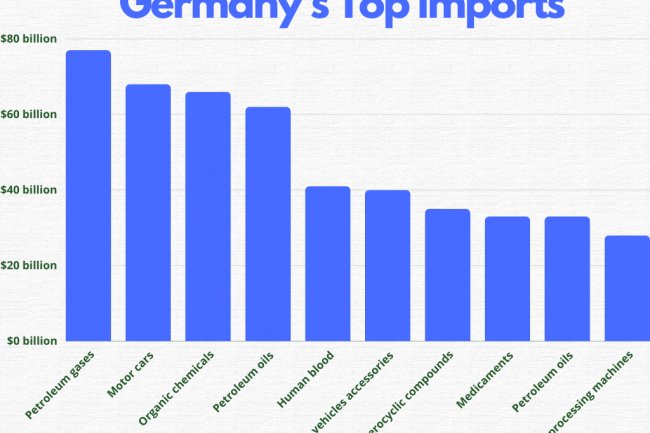 Germany's Top Imports
$80 billion
$60 billion
$40 billion
$20 billion
$0 billion
Petroleum gases
Motor cars
Organic chemicals
Petroleum oils
Human blood
vehicles accessories
compounds
Medicaments
Petroleum oils
processing machines